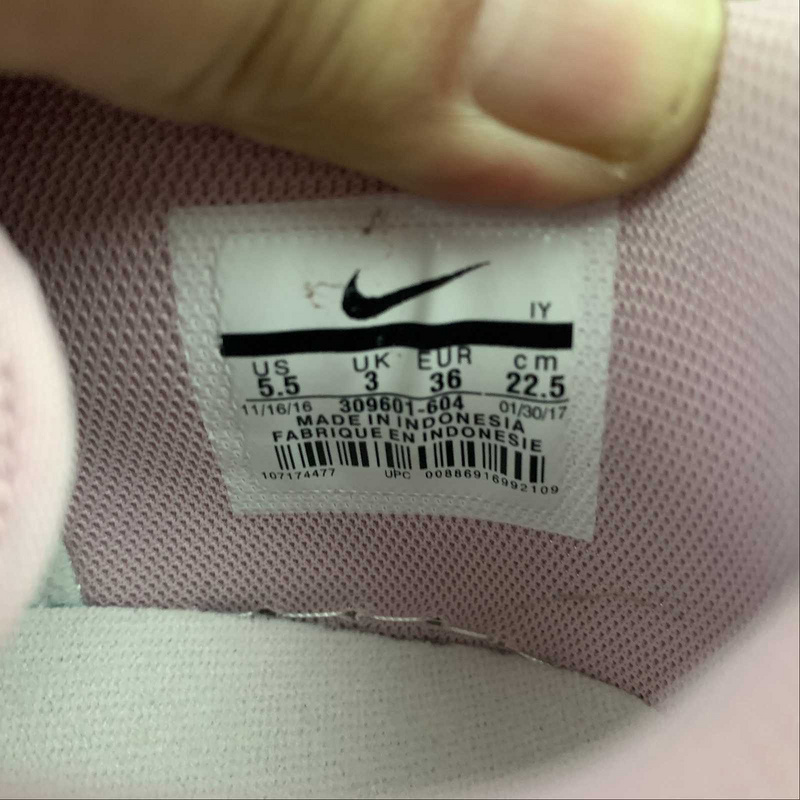 IY
US UK EUR cm
5.5 3 36 22.5
11/16/16 309601-604 01/30/17
MADE IN INDONESIA
FABRIQUE EN INDONESIE
107174477 UPC 00886916992109